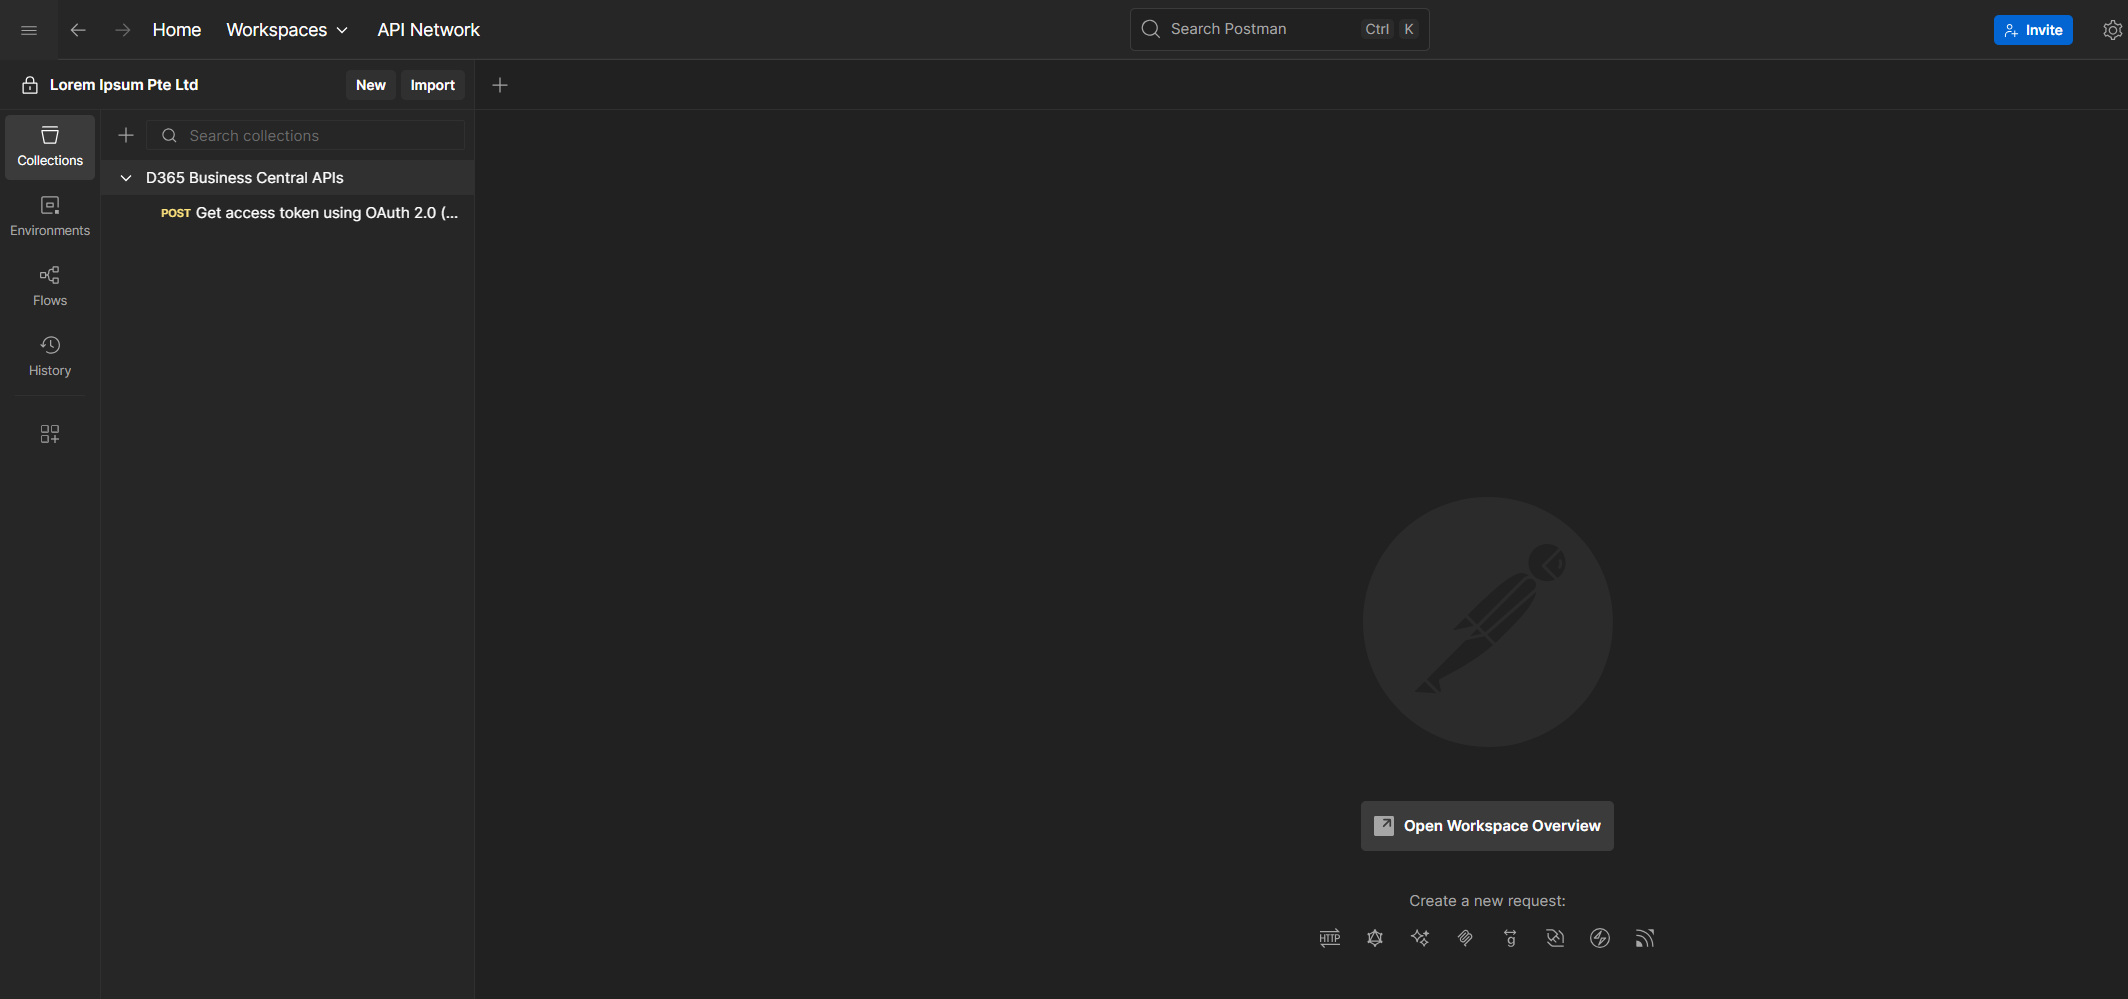 Home Workspaces API Network
Search Postman Ctrl K
Invite
Lorem Ipsum Pte Ltd New Import
Collections
Environments
Flows
History
Search collections
D365 Business Central APIs
POST Get access token using OAuth 2.0 (...
Open Workspace Overview
Create a new request:
HTTP
g